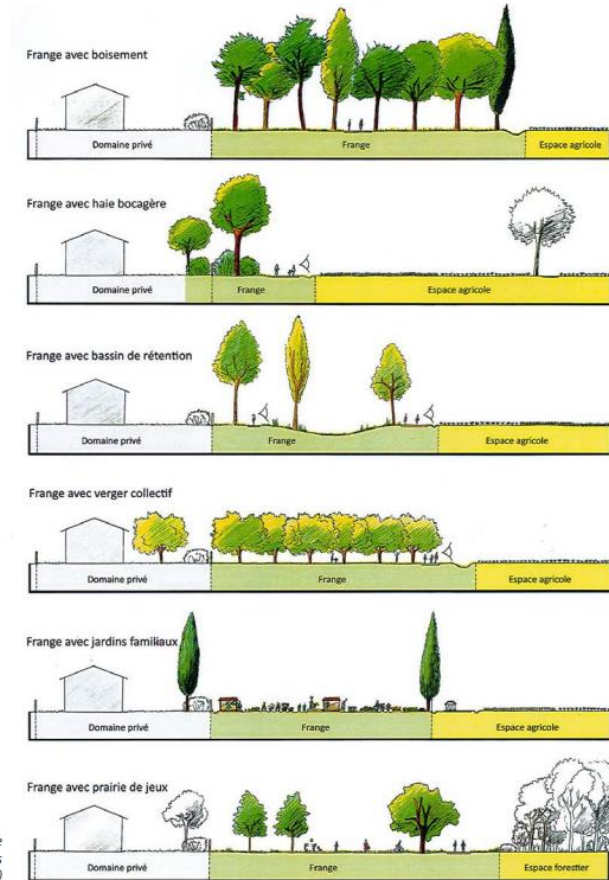 Frange avec boisement
Domaine privé Frange Espace agricole
Frange avec haie bocagère
Domaine privé Frange Espace agricole
Frange avec bassin de rétention
Domaine privé Frange Espace agricole
Frange avec verger collectif
Domaine privé Frange Espace agricole
Frange avec jardins familiaux
Domaine privé Frange Espace agricole
Frange avec prairie de jeux
Domaine privé Frange Espace forestier